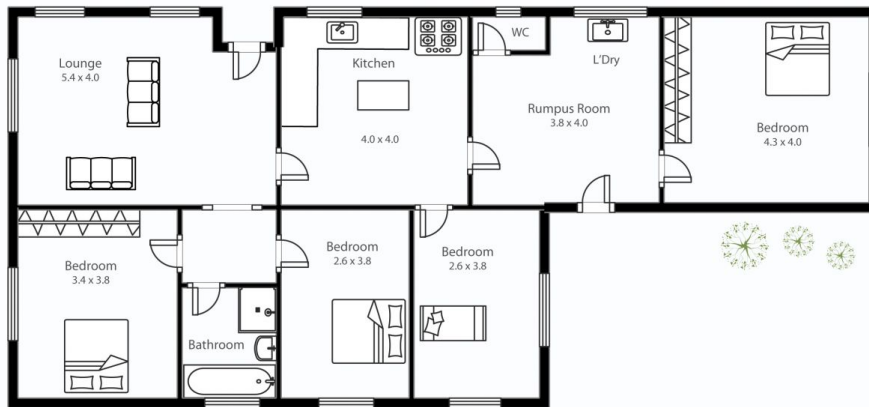 Lounge
5.4 x 4.0
Kitchen
4.0 x 4.0
WC
L'Dry
Rumpus Room
3.8 x 4.0
Bedroom
4.3 x 4.0
Bedroom
3.4 x 3.8
Bathroom
Bedroom
2.6 x 3.8
Bedroom
2.6 x 3.8